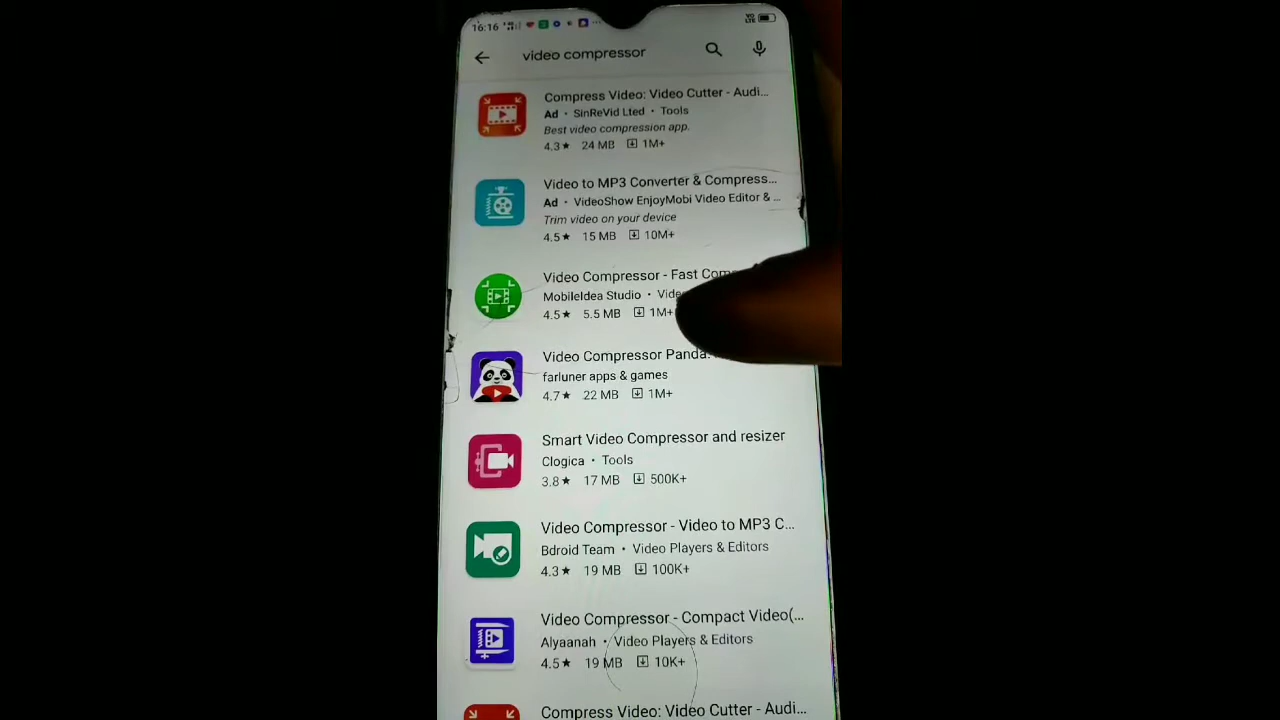 16:16
VO
LTE
video compressor
Compress Video: Video Cutter - Audi...
Ad • SinReVid Lted • Tools
Best video compression app.
4.3★ 24 MB 1M+
Video to MP3 Converter & Compress...
Ad • VideoShow EnjoyMobi Video Editor & ...
Trim video on your device
4.5★ 15 MB 10M+
Video Compressor - Fast Com
MobileIdea Studio •
4.5★ 5.5 MB 1M+
Video Compressor Panda:
farluner apps & games
4.7★ 22 MB 1M+
Smart Video Compressor and resizer
Clogica • Tools
3.8★ 17 MB 500K+
Video Compressor - Video to MP3 C...
Bdroid Team • Video Players & Editors
4.3★ 19 MB 100K+
Video Compressor - Compact Video(...
Alyaanah • Video Players & Editors
4.5★ 19 MB 10K+
Compress Video: Video Cutter - Audi...